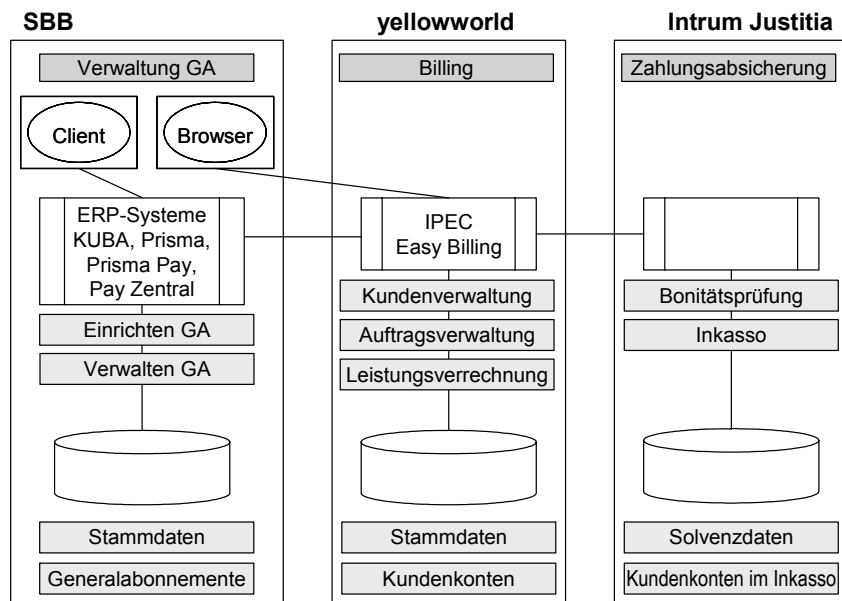 SBB
yellowworld
Intrum Justitia
Verwaltung GA
Billing
Zahlungsabsicherung
Client
Browser
ERP-Systeme
KUBA, Prisma,
Prisma Pay,
Pay Zentral
IPEC
Easy Billing
Einrichten GA
Verwalten GA
Kundenverwaltung
Auftragsverwaltung
Leistungsverrechnung
Bonitätsprüfung
Inkasso
Stammdaten
Generalabonnemente
Stammdaten
Kundenkonten
Solvenzdaten
Kundenkonten im Inkasso